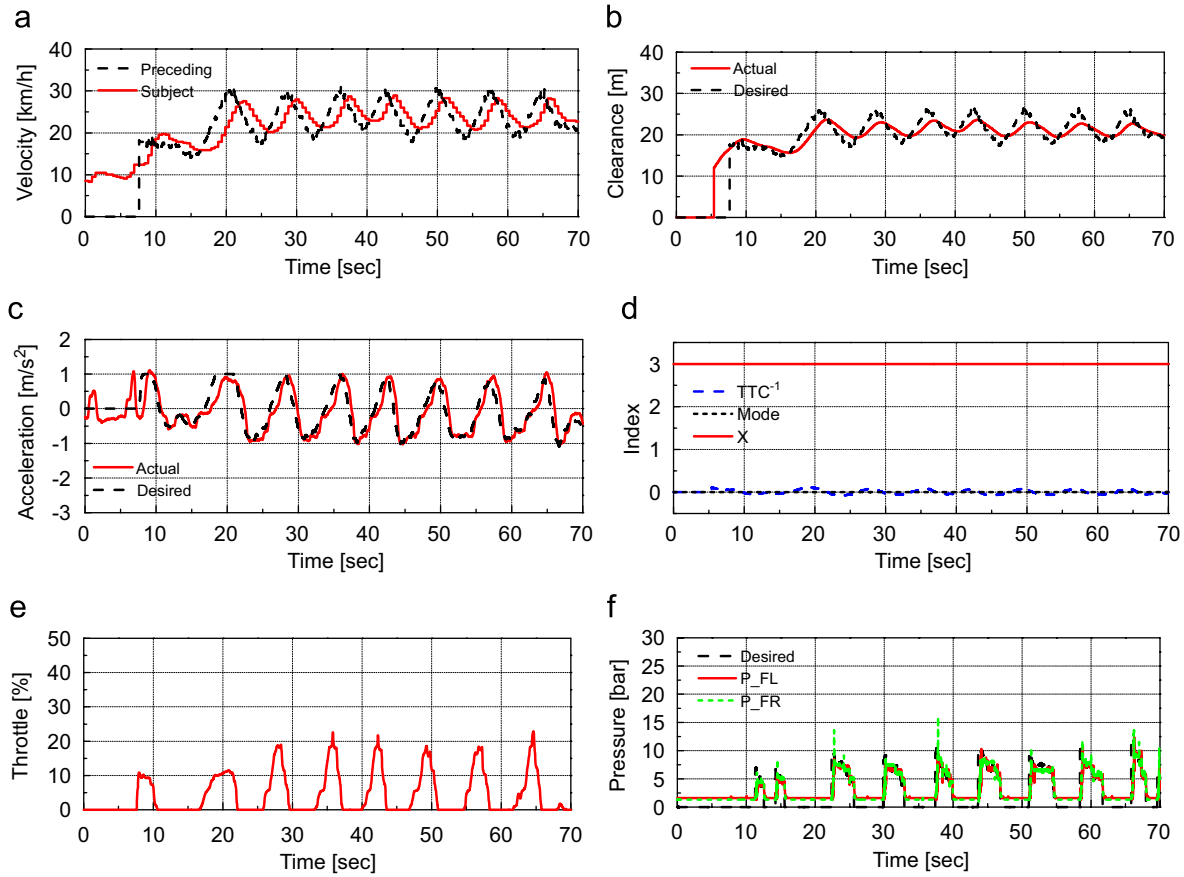 a
40
30
20
10
0
Velocity [km/h]
Preceding
Subject
0 10 20 30 40 50 60 70
Time [sec]
b
40
30
20
10
0
Clearance [m]
Actual
Desired
0 10 20 30 40 50 60 70
Time [sec]
c
2
1
0
-1
-2
-3
Acceleration [m/s²]
Actual
Desired
0 10 20 30 40 50 60 70
Time [sec]
d
3
2
1
0
Index
TTC⁻¹
Mode
X
0 10 20 30 40 50 60 70
Time [sec]
e
50
40
30
20
10
0
Throttle [%]
0 10 20 30 40 50 60 70
Time [sec]
f
30
25
20
15
10
5
0
Pressure [bar]
Desired
P_FL
P_FR
0 10 20 30 40 50 60 70
Time [sec]